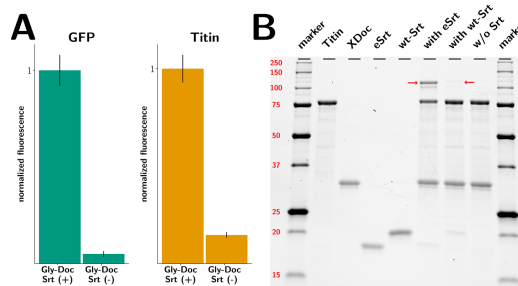 A
GFP
normalized fluorescence
1
Gly-Doc Gly-Doc
Srt (+) Srt (-)
Titin
normalized fluorescence
1
Gly-Doc Gly-Doc
Srt (+) Srt (-)
B
marker
Titin
XDoc
eSrt
wt-Srt
with eSrt
with wt-Srt
w/o Srt
250
150
100
75
50
37
25
20
15